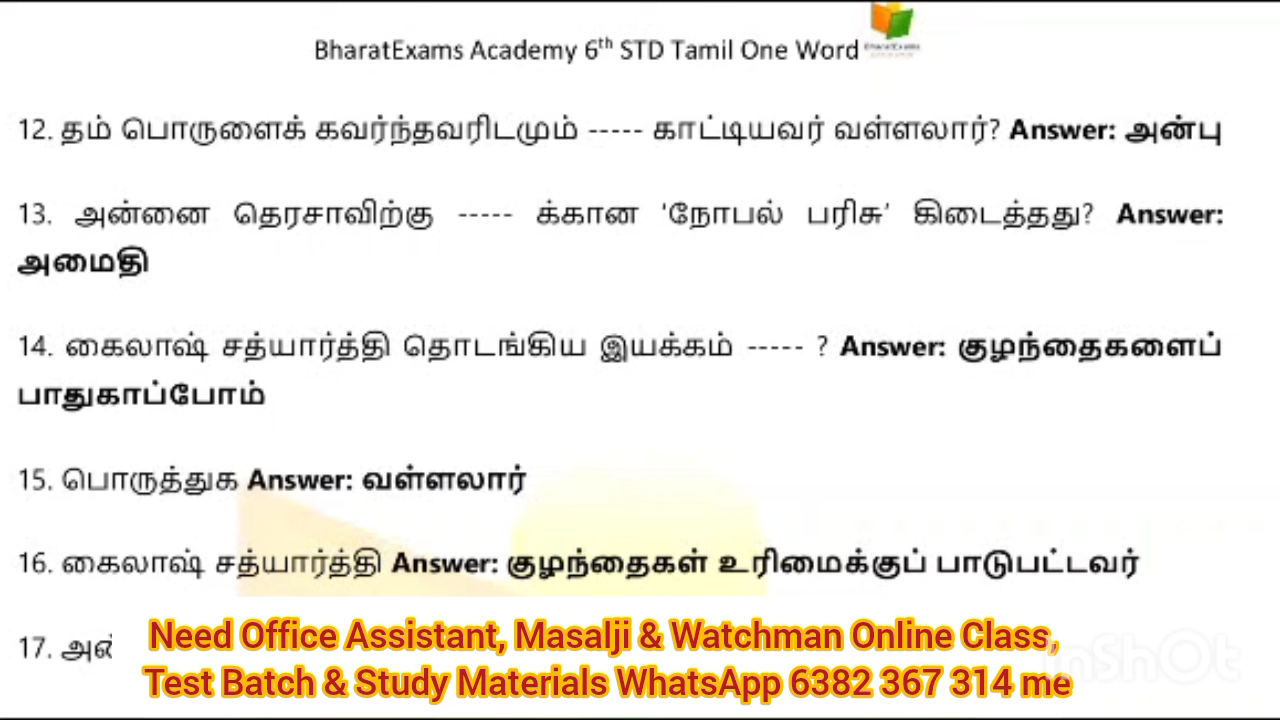 BharatExams Academy 6th STD Tamil One Word
BharatExams
12. தம் பொருளைக் கவர்ந்தவரிடமும் ----- காட்டியவர் வள்ளலார்? Answer: அன்பு
13. அன்னை தெரசாவிற்கு ----- க்கான 'நோபல் பரிசு' கிடைத்தது? Answer:
அமைதி
14. கைலாஷ் சத்யார்த்தி தொடங்கிய இயக்கம் ----- ? Answer: குழந்தைகளைப்
பாதுகாப்போம்
15. பொருத்துக Answer: வள்ளலார்
16. கைலாஷ் சத்யார்த்தி Answer: குழந்தைகள் உரிமைக்குப் பாடுபட்டவர்
17.
Need Office Assistant, Masalji & Watchman Online Class,
Test Batch & Study Materials WhatsApp 6382 367 314 me
InShOt